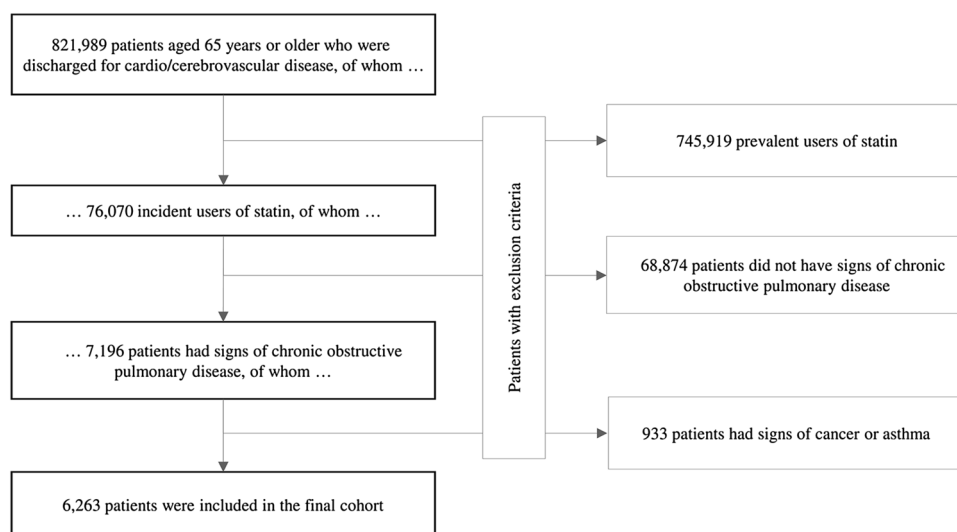 821,989 patients aged 65 years or older who were
discharged for cardio/cerebrovascular disease, of whom …
745,919 prevalent users of statin
… 76,070 incident users of statin, of whom …
Patients with exclusion criteria
68,874 patients did not have signs of chronic
obstructive pulmonary disease
… 7,196 patients had signs of chronic obstructive
pulmonary disease, of whom …
933 patients had signs of cancer or asthma
6,263 patients were included in the final cohort